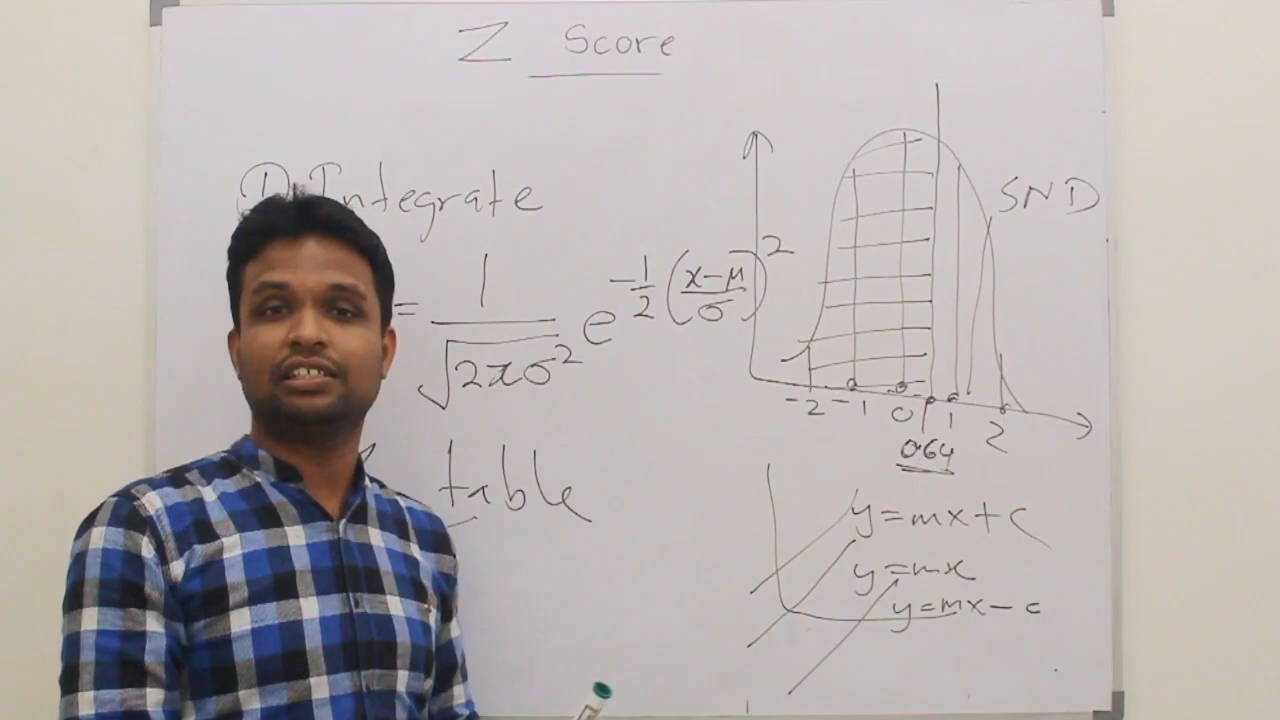 Z Score
1) Integrate
= 1/√2πσ² e^-1/2 (x-μ/σ)²
table
SND
-2 -1 0 1 2
0.64
y=mx+c
y=mx
y=mx-c